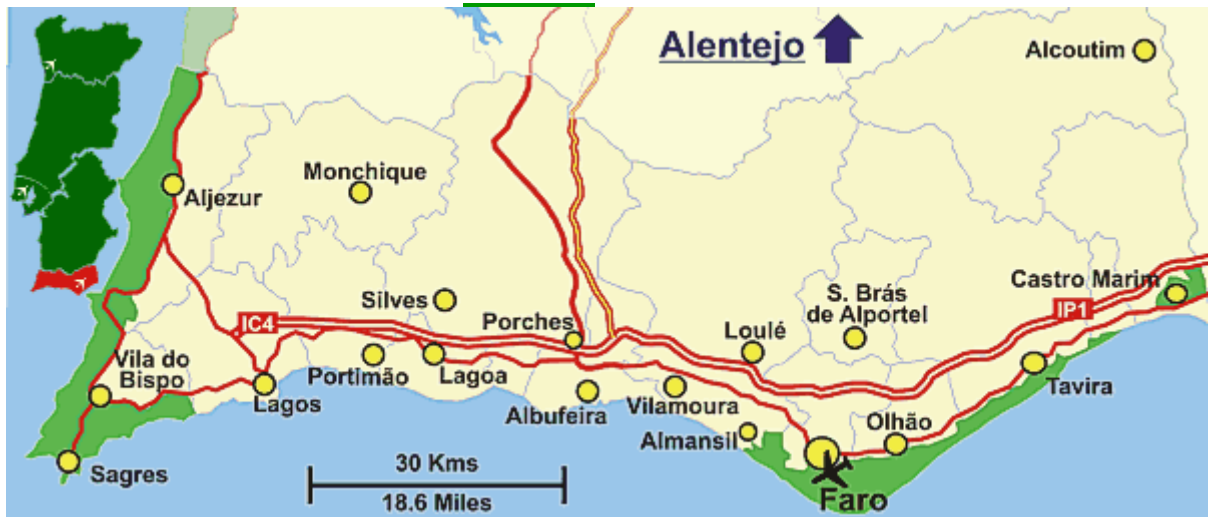 Alentejo
Alcoutim
Monchique
Aljezur
Castro Marim
Silves
S. Brás
de Alportel
IP1
IC4
Porches
Loulé
Vila do
Bispo
Portimão
Lagoa
Tavira
Lagos
Albufeira
Vilamoura
Olhão
Almansil
Sagres
30 Kms
18.6 Miles
Faro